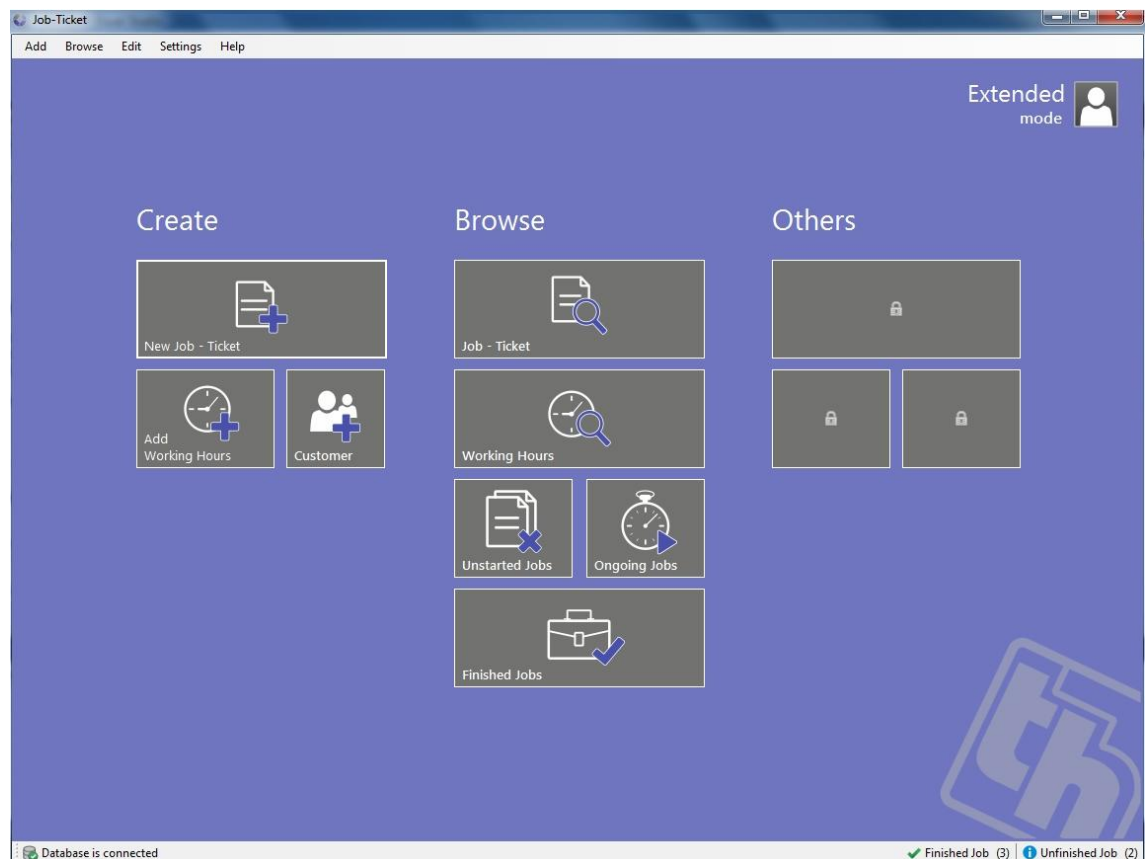 Job-Ticket
Add Browse Edit Settings Help
Extended
mode
Create
Browse
Others
New Job - Ticket
Job - Ticket
Add
Working Hours
Customer
Working Hours
Unstarted Jobs
Ongoing Jobs
Finished Jobs
th
Database is connected
Finished Job (3)
Unfinished Job (2)